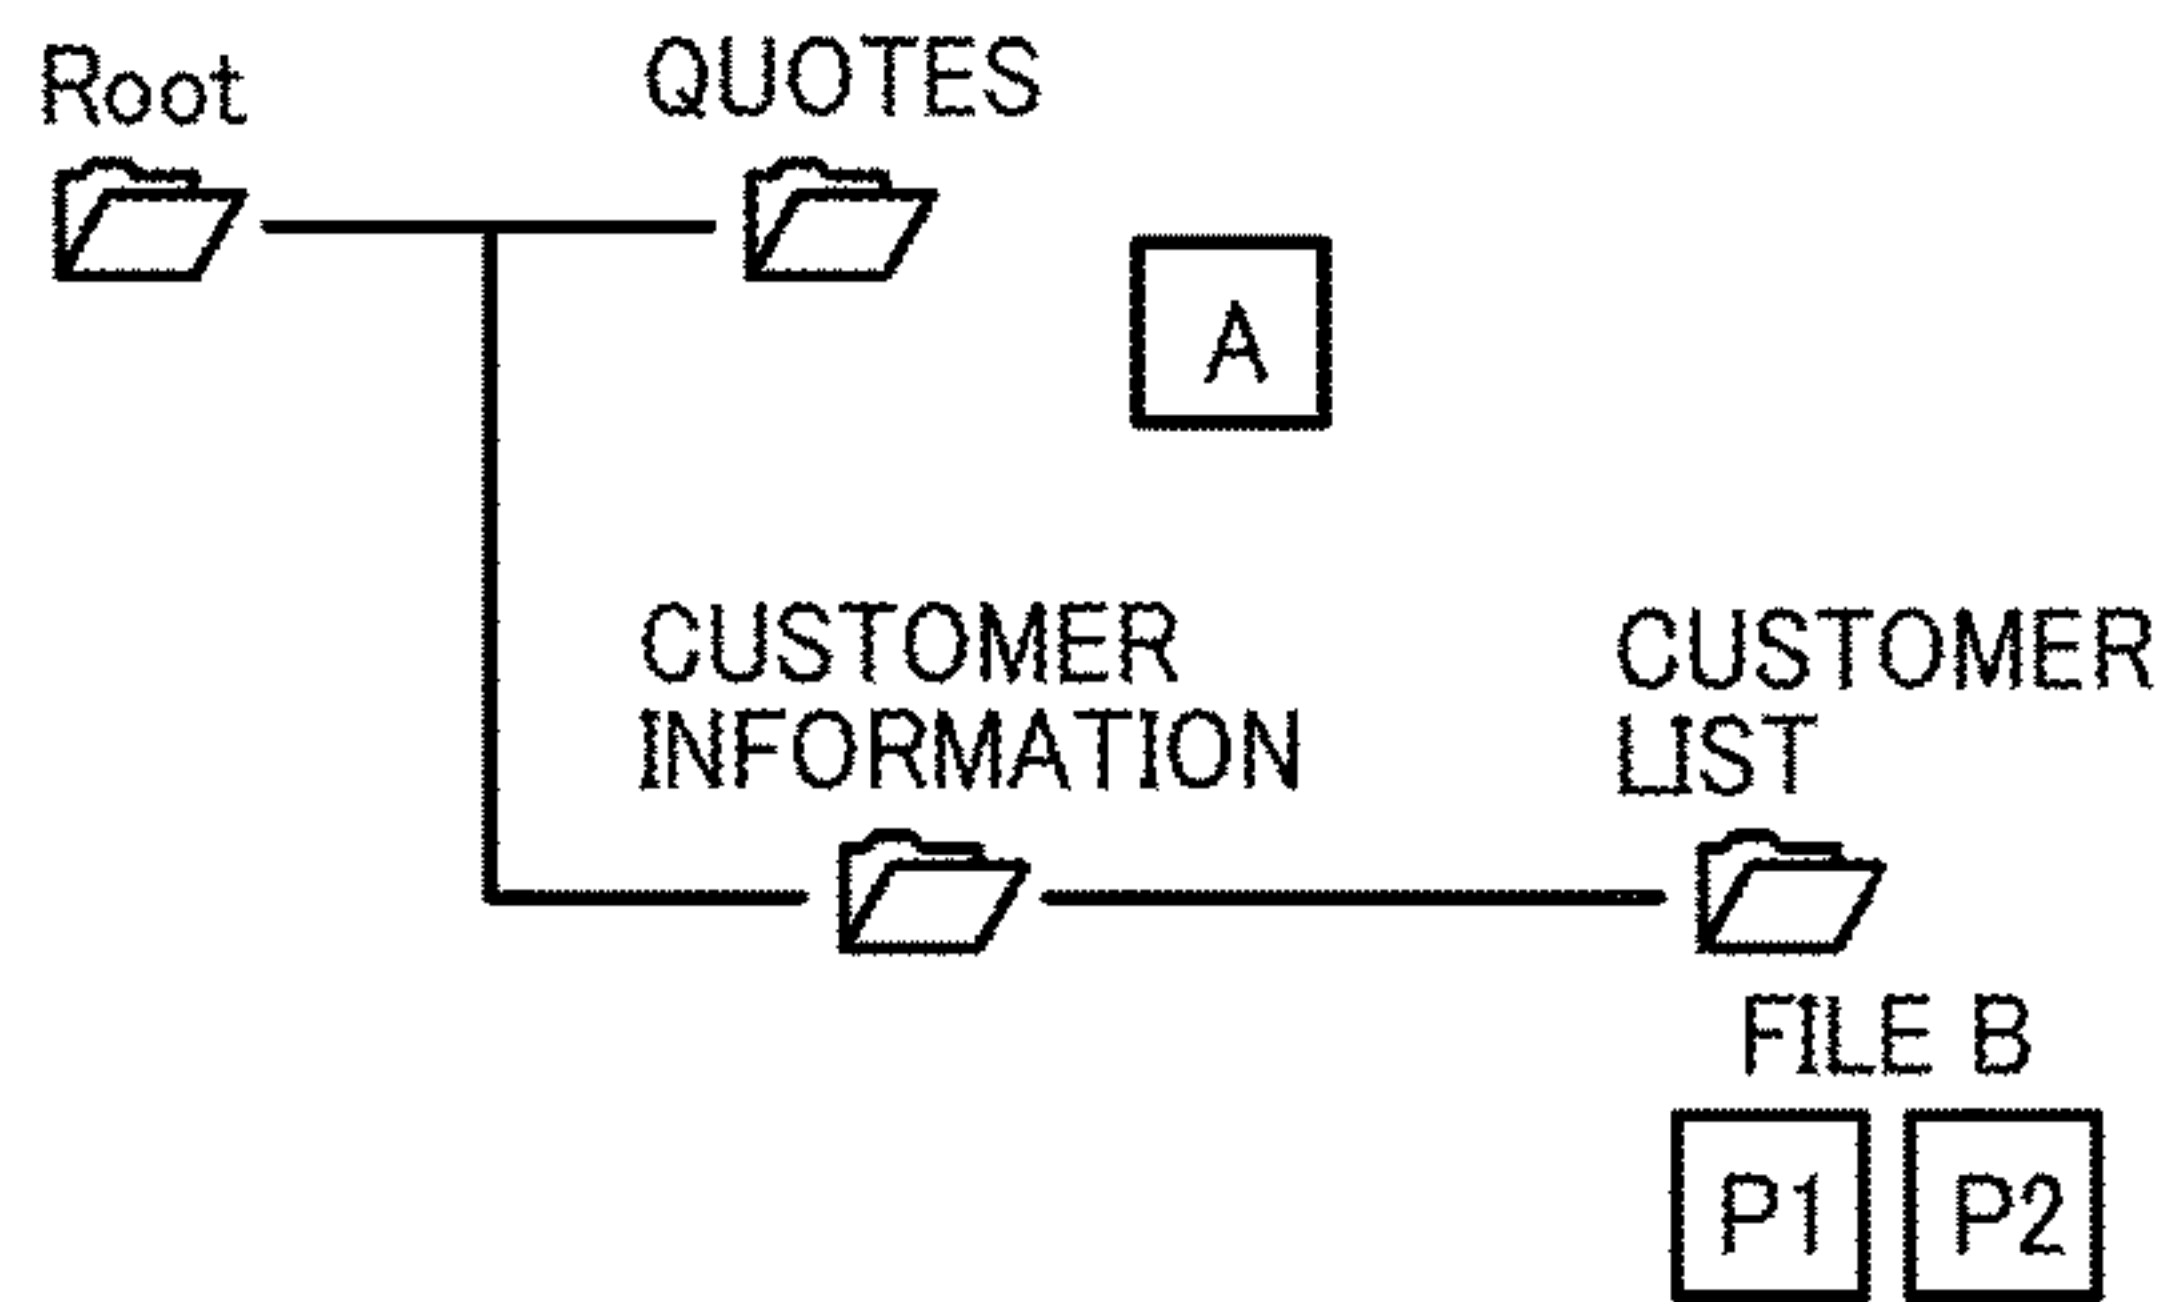 Root
QUOTES
A
CUSTOMER
INFORMATION
CUSTOMER
LIST
FILE B
P1
P2